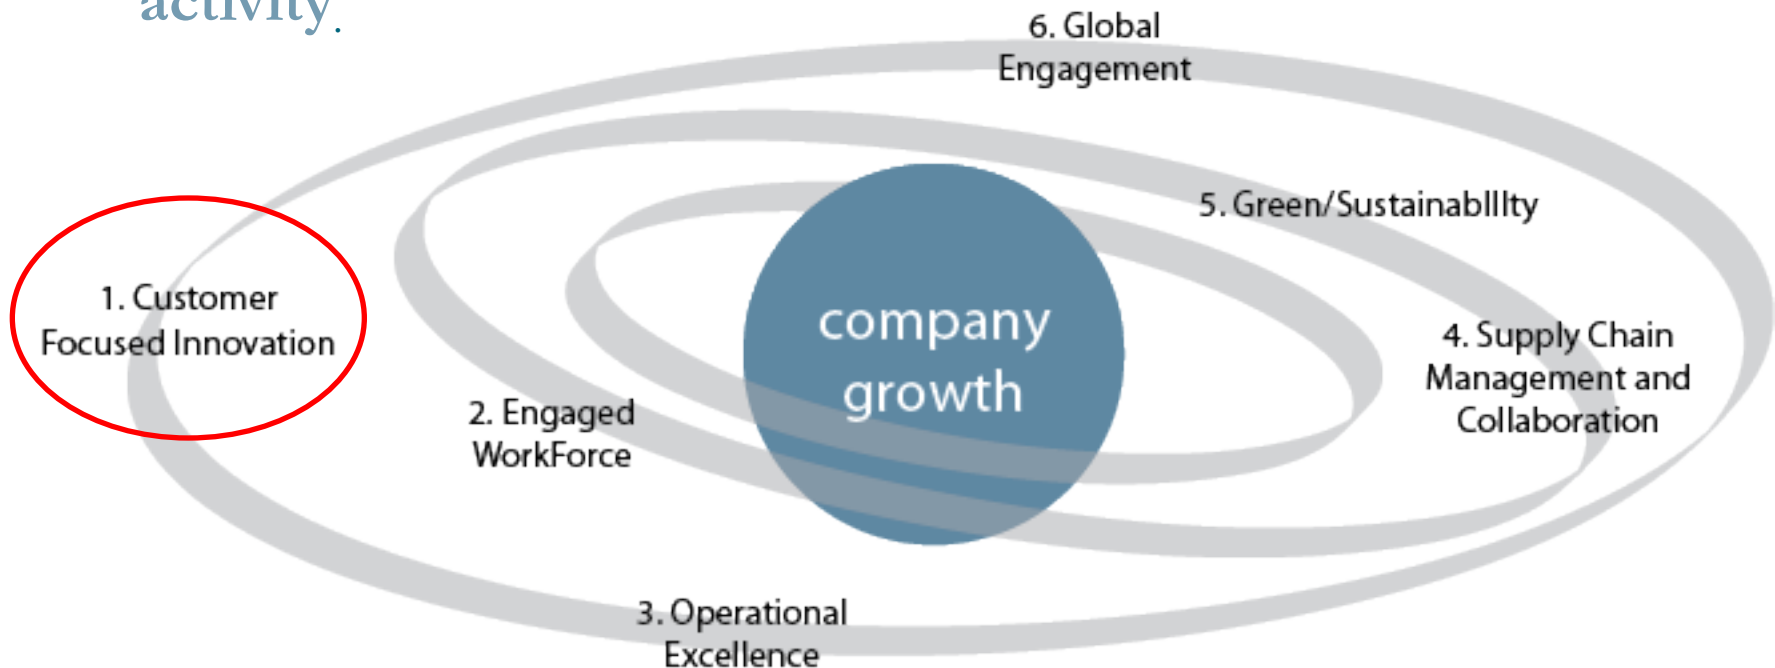 activity.
6. Global
Engagement
5. Green/Sustainablllty
1. Customer
Focused Innovation
company
growth
4. Supply Chain
Management and
Collaboration
2. Engaged
WorkForce
3. Operational
Excellence